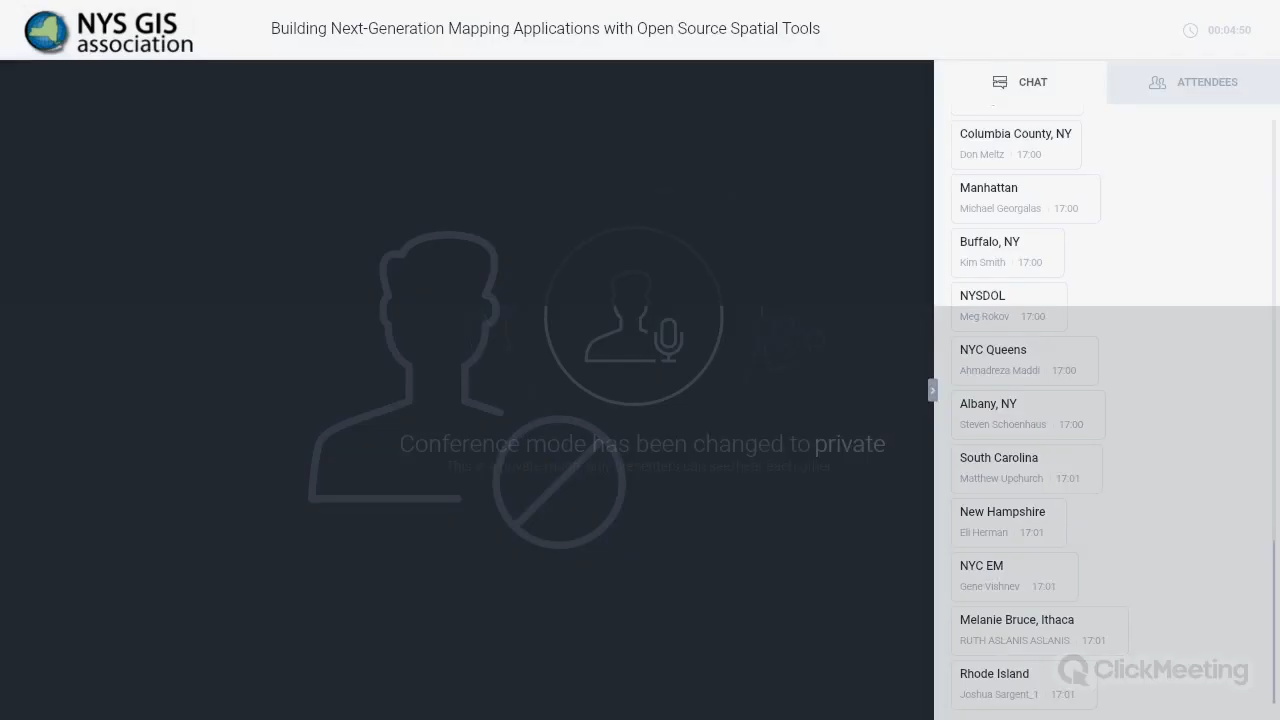 NYS GIS
association
Building Next-Generation Mapping Applications with Open Source Spatial Tools
00:04:50
CHAT
ATTENDEES
Columbia County, NY
Don Meltz 17:00
Manhattan
Michael Georgalas 17:00
Buffalo, NY
Kim Smith 17:00
NYSDOL
Meg Rokov 17:00
NYC Queens
Ahmadreza Maddi 17:00
Albany, NY
Steven Schoenhaus 17:00
South Carolina
Matthew Upchurch 17:01
New Hampshire
Eli Herman 17:01
NYC EM
Gene Vishnev 17:01
Melanie Bruce, Ithaca
RUTH ASLANIS ASLANIS 17:01
Rhode Island
Joshua Sargent_1 17:01
Conference mode has been changed to private
ClickMeeting